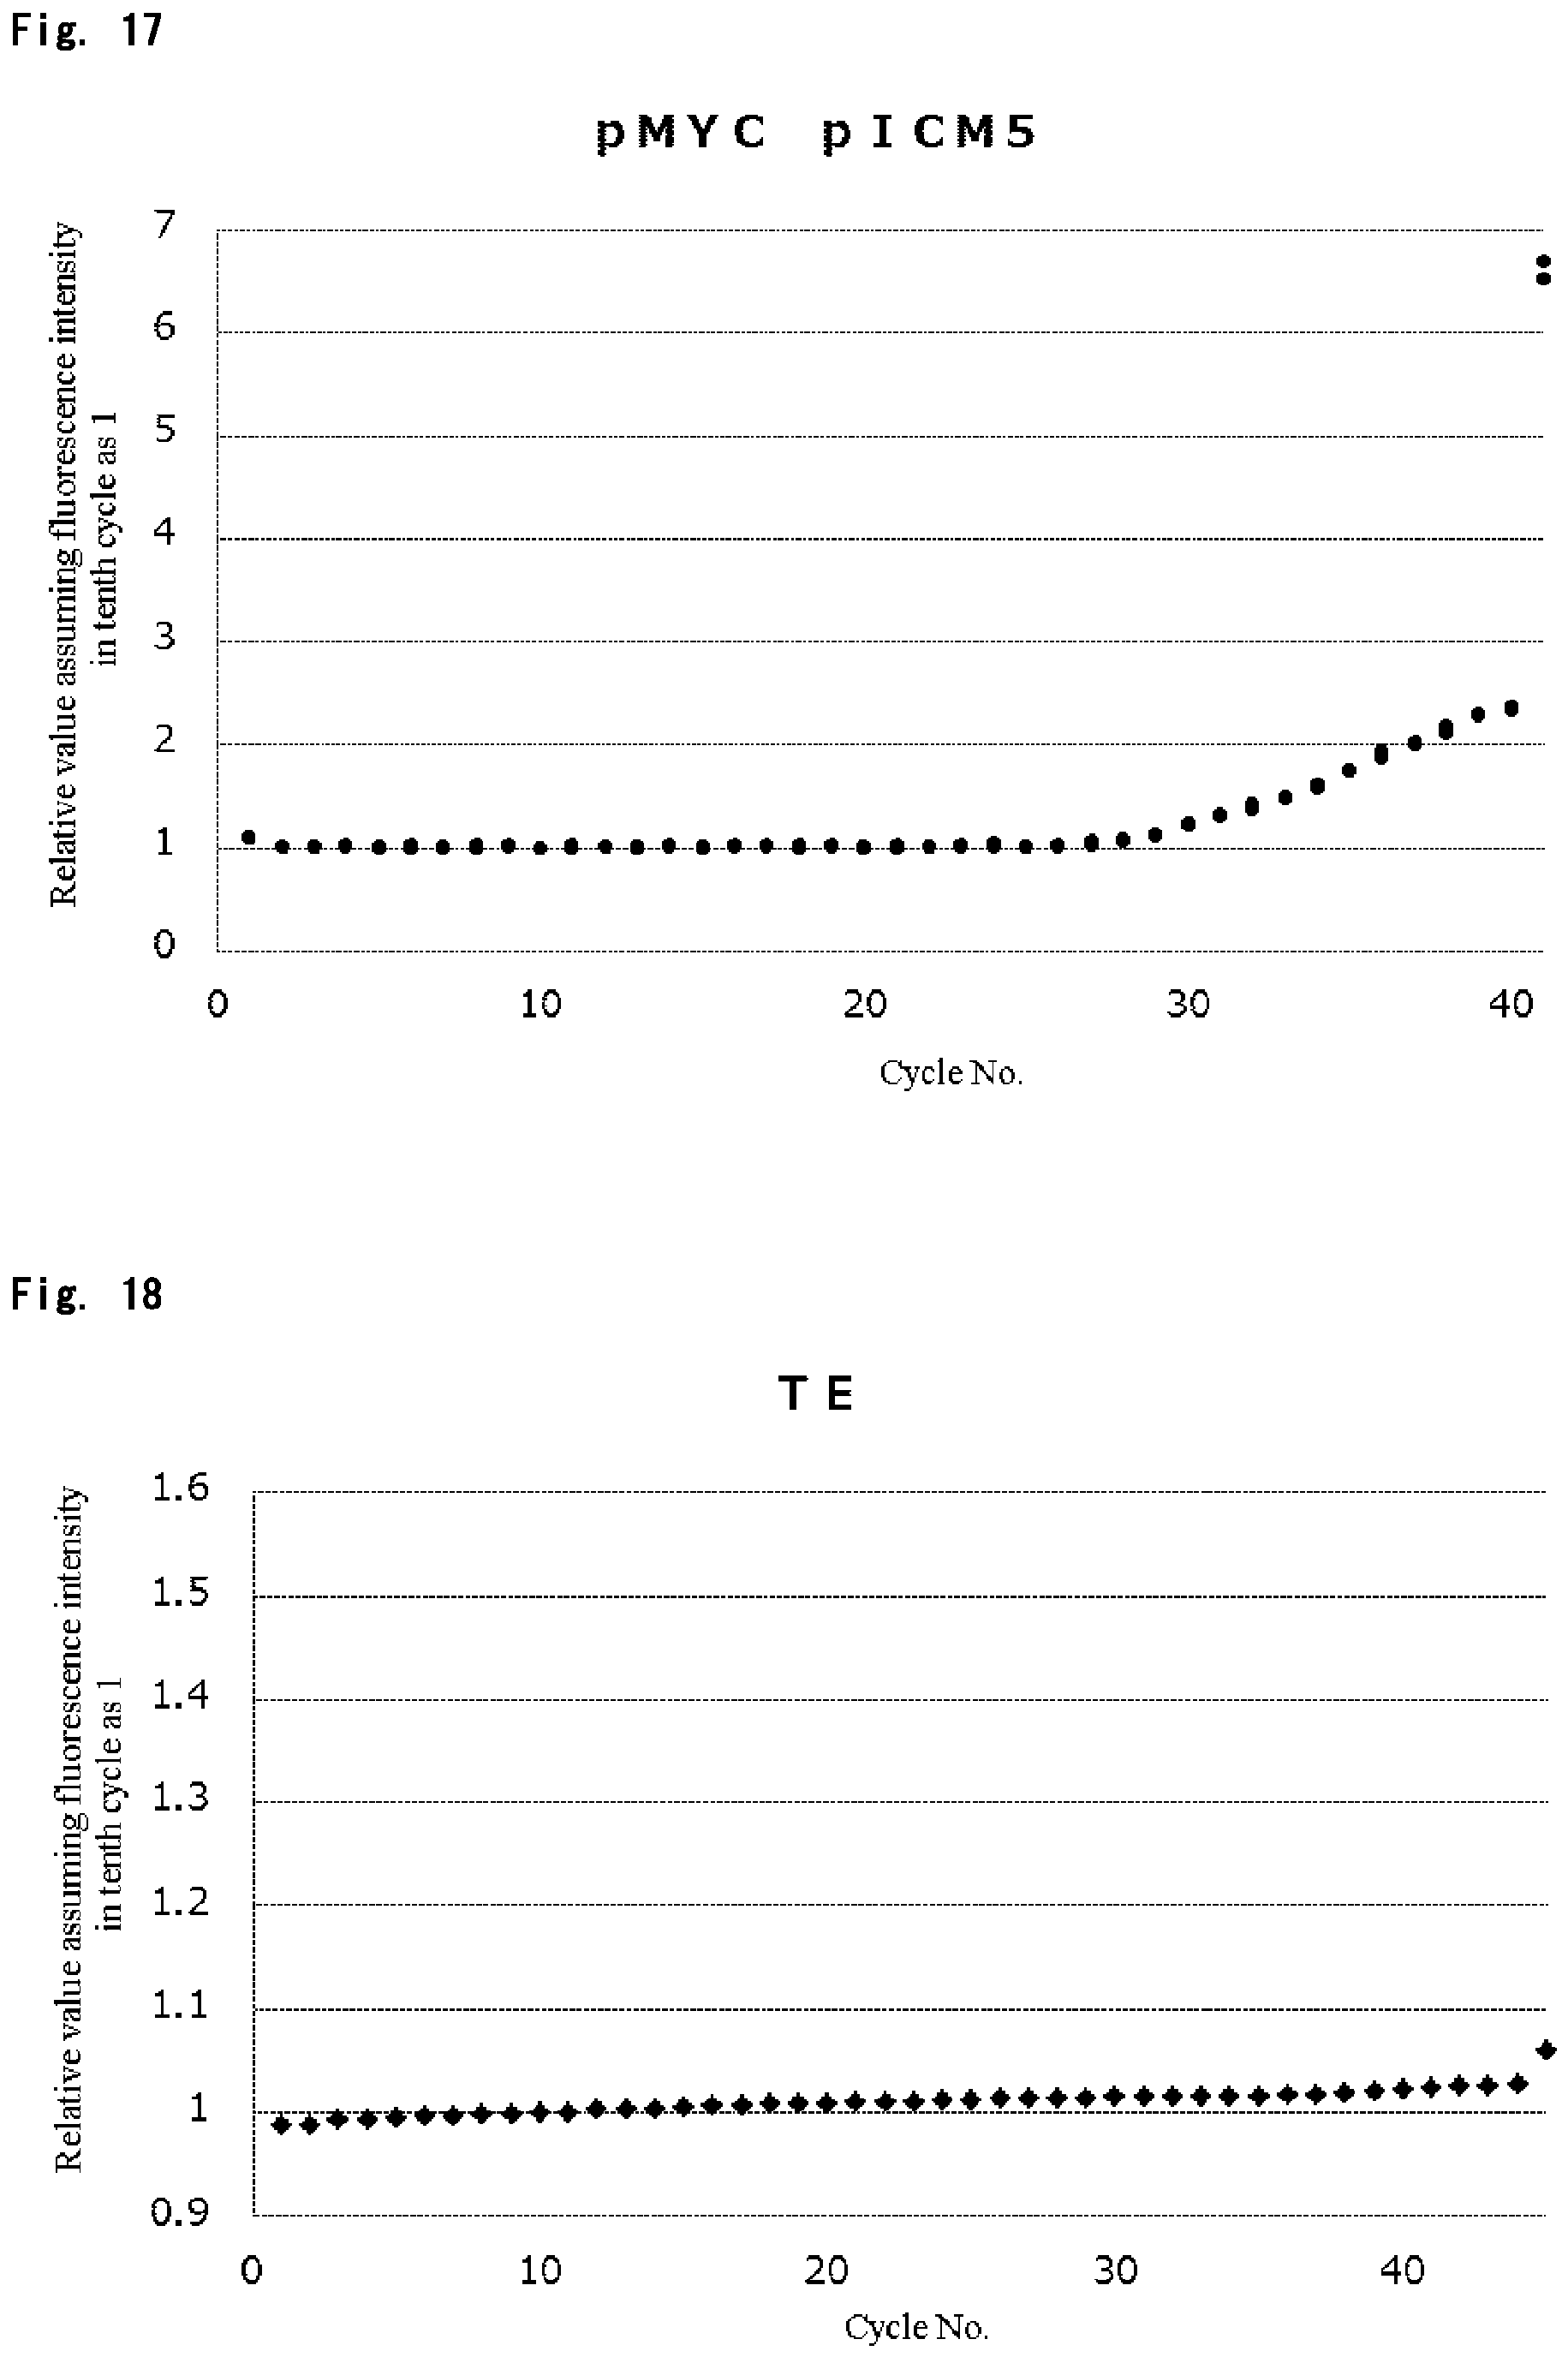 Fig. 17
pMYC pICM5
Relative value assuming fluorescence intensity
in tenth cycle as 1
7
6
5
4
3
2
1
0
0 10 20 30 40
Cycle No.
Fig. 18
TE
Relative value assuming fluorescence intensity
in tenth cycle as 1
1.6
1.5
1.4
1.3
1.2
1.1
1
0.9
0 10 20 30 40
Cycle No.